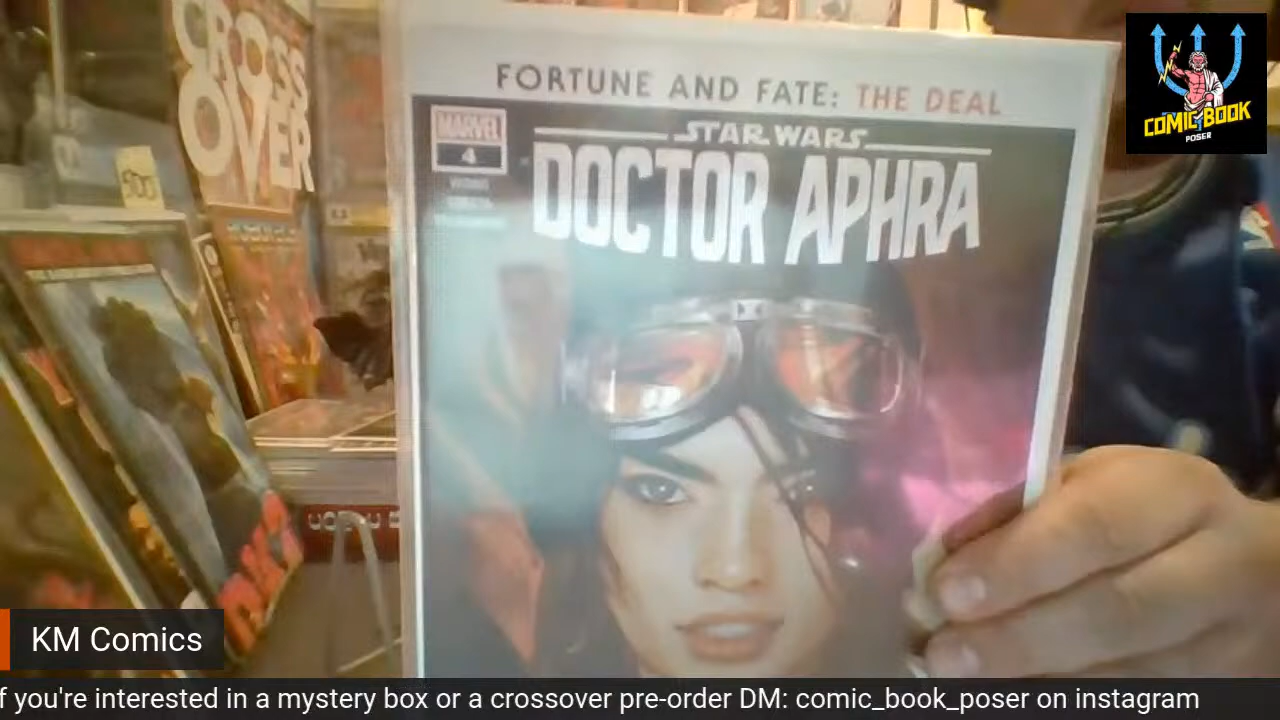 CROSS
OVER
FORTUNE AND FATE: THE DEAL
MARVEL
4
STAR WARS
DOCTOR APHRA
COMIC BOOK
POSER
KM Comics
f you're interested in a mystery box or a crossover pre-order DM: comic_book_poser on instagram